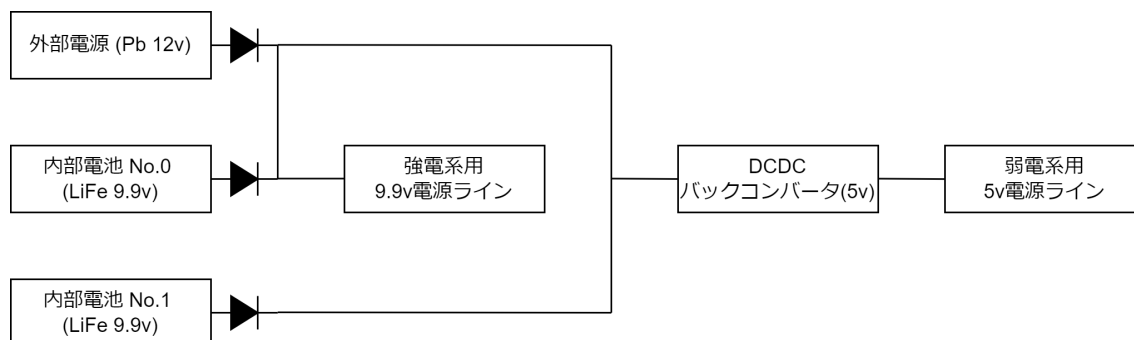 外部電源 (Pb 12v)
内部電池 No.0
(LiFe 9.9v)
強電系用
9.9v電源ライン
DCDC
バックコンバータ(5v)
弱電系用
5v電源ライン
内部電池 No.1
(LiFe 9.9v)